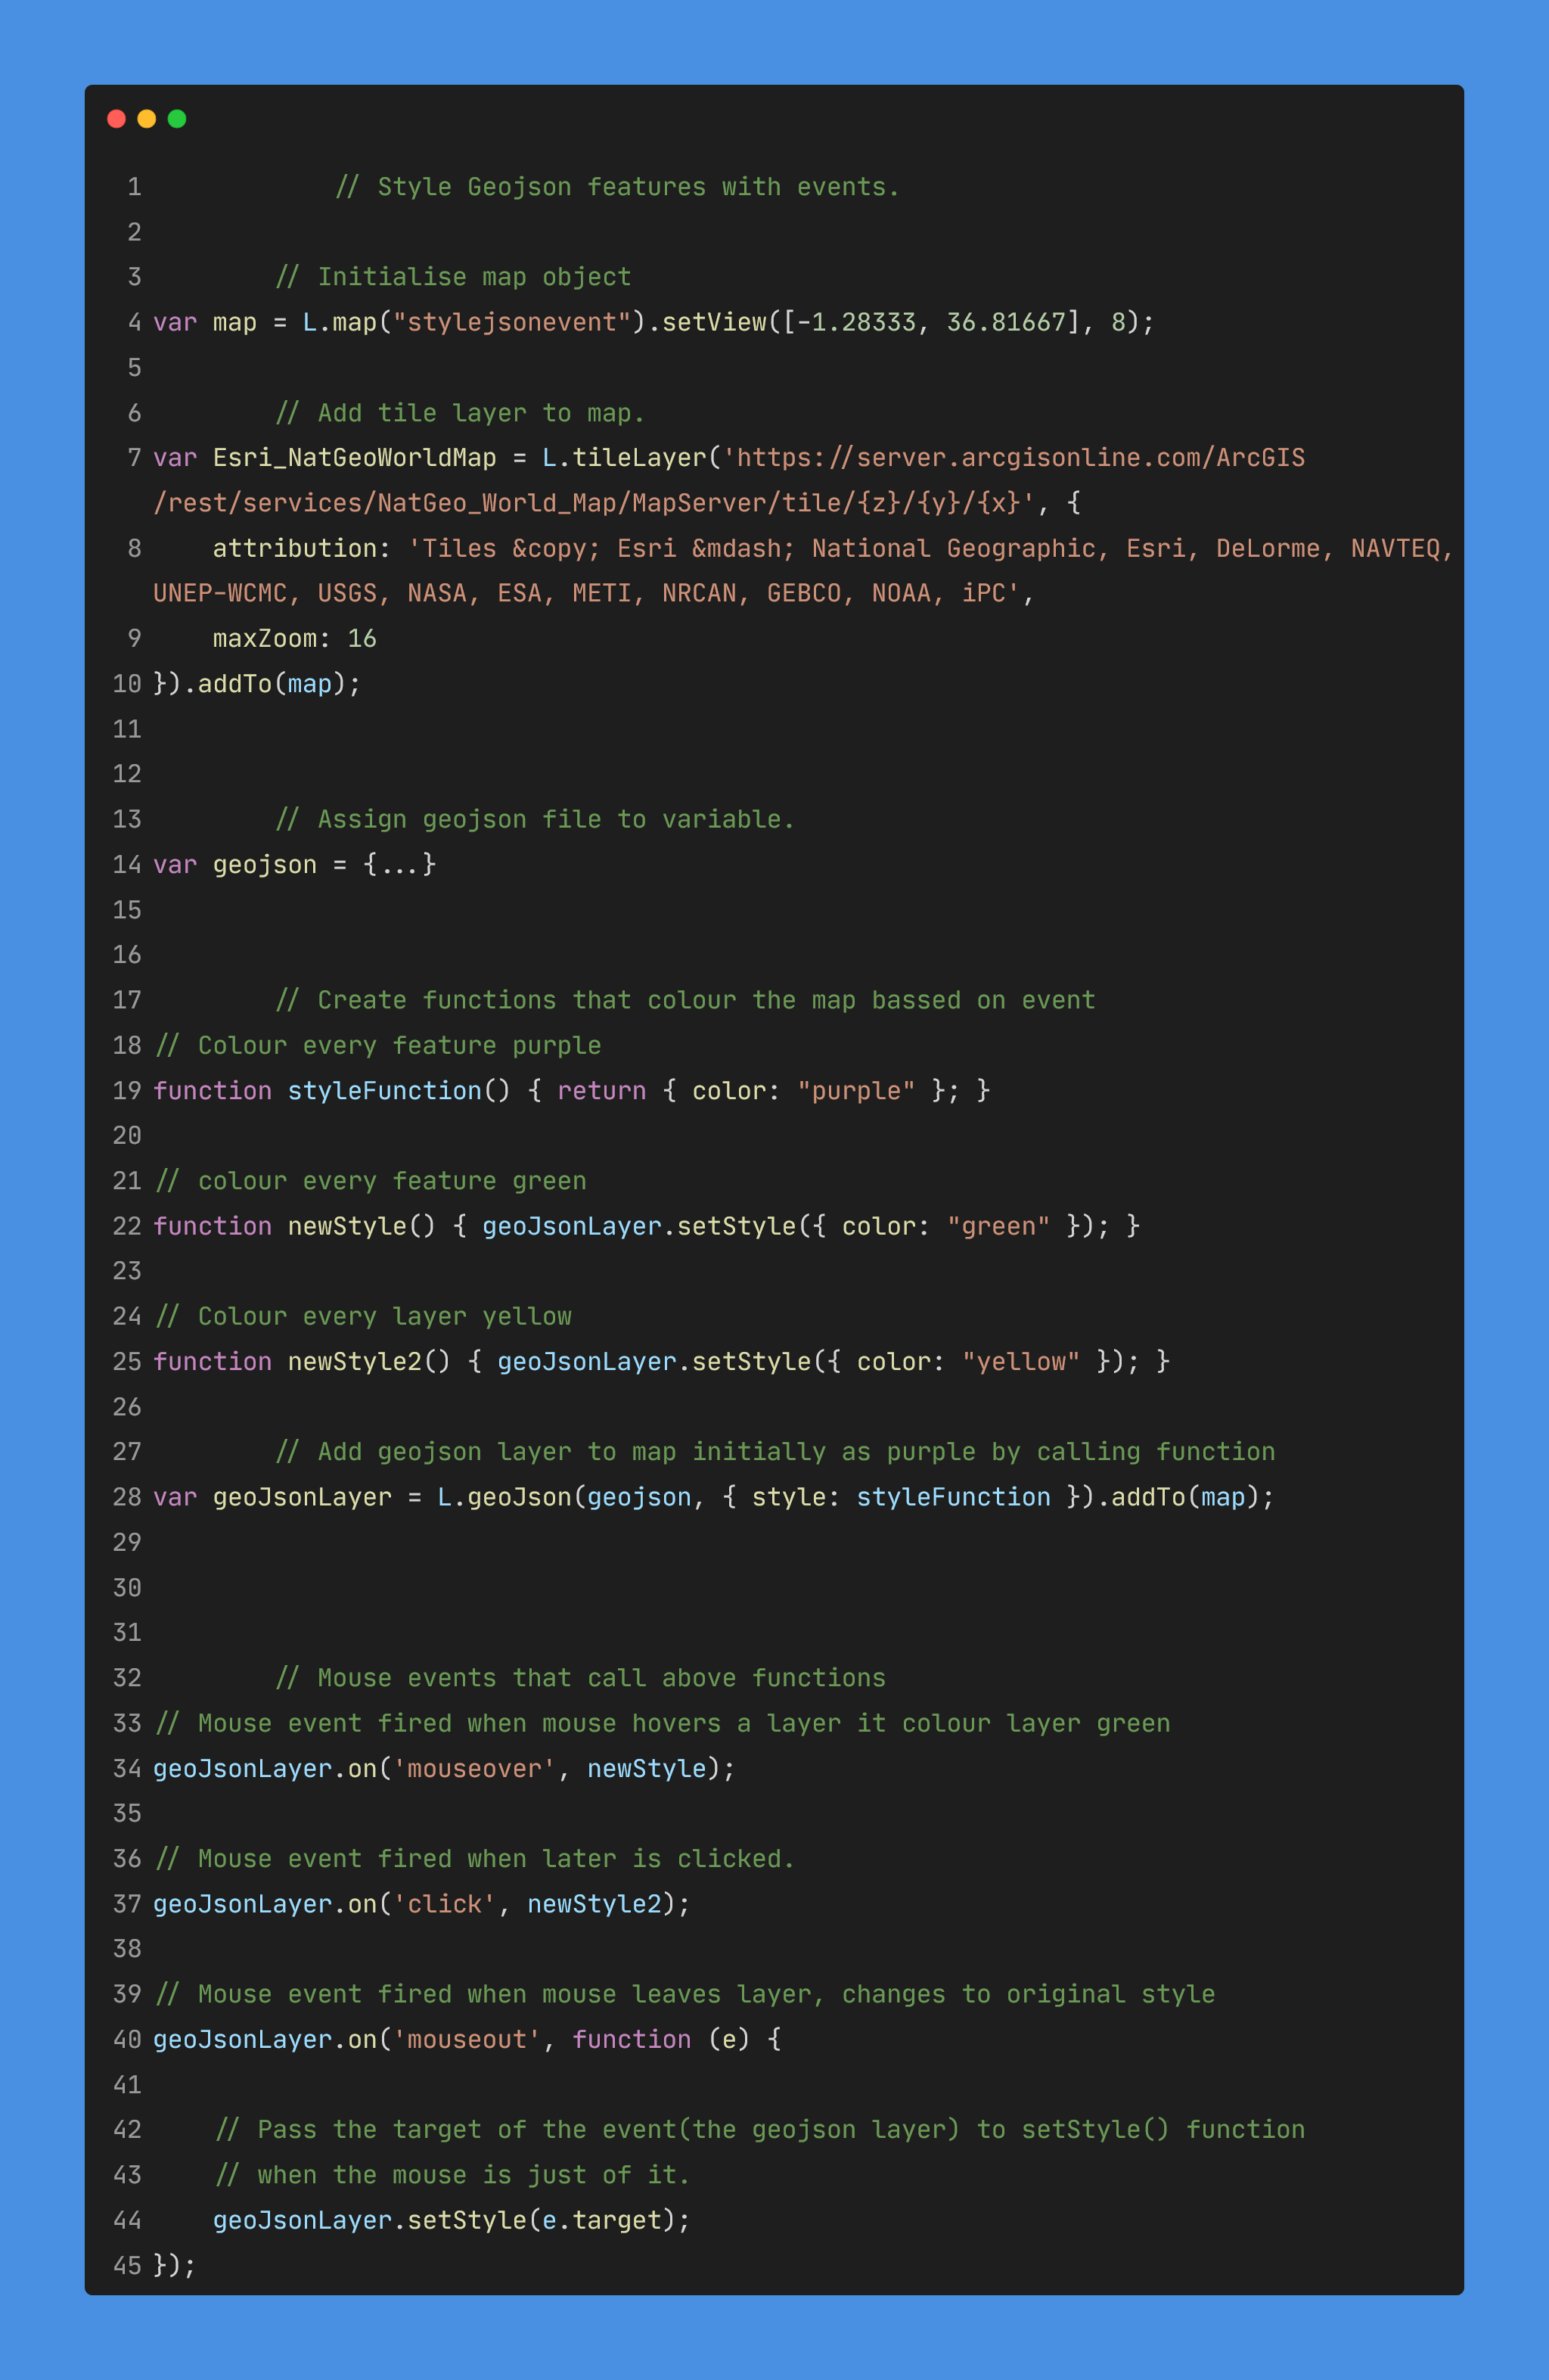 1             // Style Geojson features with events.
2
3         // Initialise map object
4 var map = L.map("stylejsonevent").setView([-1.28333, 36.81667], 8);
5
6         // Add tile layer to map.
7 var Esri_NatGeoWorldMap = L.tileLayer('https://server.arcgisonline.com/ArcGIS
/rest/services/NatGeo_World_Map/MapServer/tile/{z}/{y}/{x}', {
8     attribution: 'Tiles &copy; Esri &mdash; National Geographic, Esri, DeLorme, NAVTEQ,
UNEP-WCMC, USGS, NASA, ESA, METI, NRCAN, GEBCO, NOAA, iPC',
9     maxZoom: 16
10 }).addTo(map);
11
12
13         // Assign geojson file to variable.
14 var geojson = {...}
15
16
17         // Create functions that colour the map bassed on event
18 // Colour every feature purple
19 function styleFunction() { return { color: "purple" }; }
20
21 // colour every feature green
22 function newStyle() { geoJsonLayer.setStyle({ color: "green" }); }
23
24 // Colour every layer yellow
25 function newStyle2() { geoJsonLayer.setStyle({ color: "yellow" }); }
26
27         // Add geojson layer to map initially as purple by calling function
28 var geoJsonLayer = L.geoJson(geojson, { style: styleFunction }).addTo(map);
29
30
31
32         // Mouse events that call above functions
33 // Mouse event fired when mouse hovers a layer it colour layer green
34 geoJsonLayer.on('mouseover', newStyle);
35
36 // Mouse event fired when later is clicked.
37 geoJsonLayer.on('click', newStyle2);
38
39 // Mouse event fired when mouse leaves layer, changes to original style
40 geoJsonLayer.on('mouseout', function (e) {
41
42     // Pass the target of the event(the geojson layer) to setStyle() function
43     // when the mouse is just of it.
44     geoJsonLayer.setStyle(e.target);
45 });